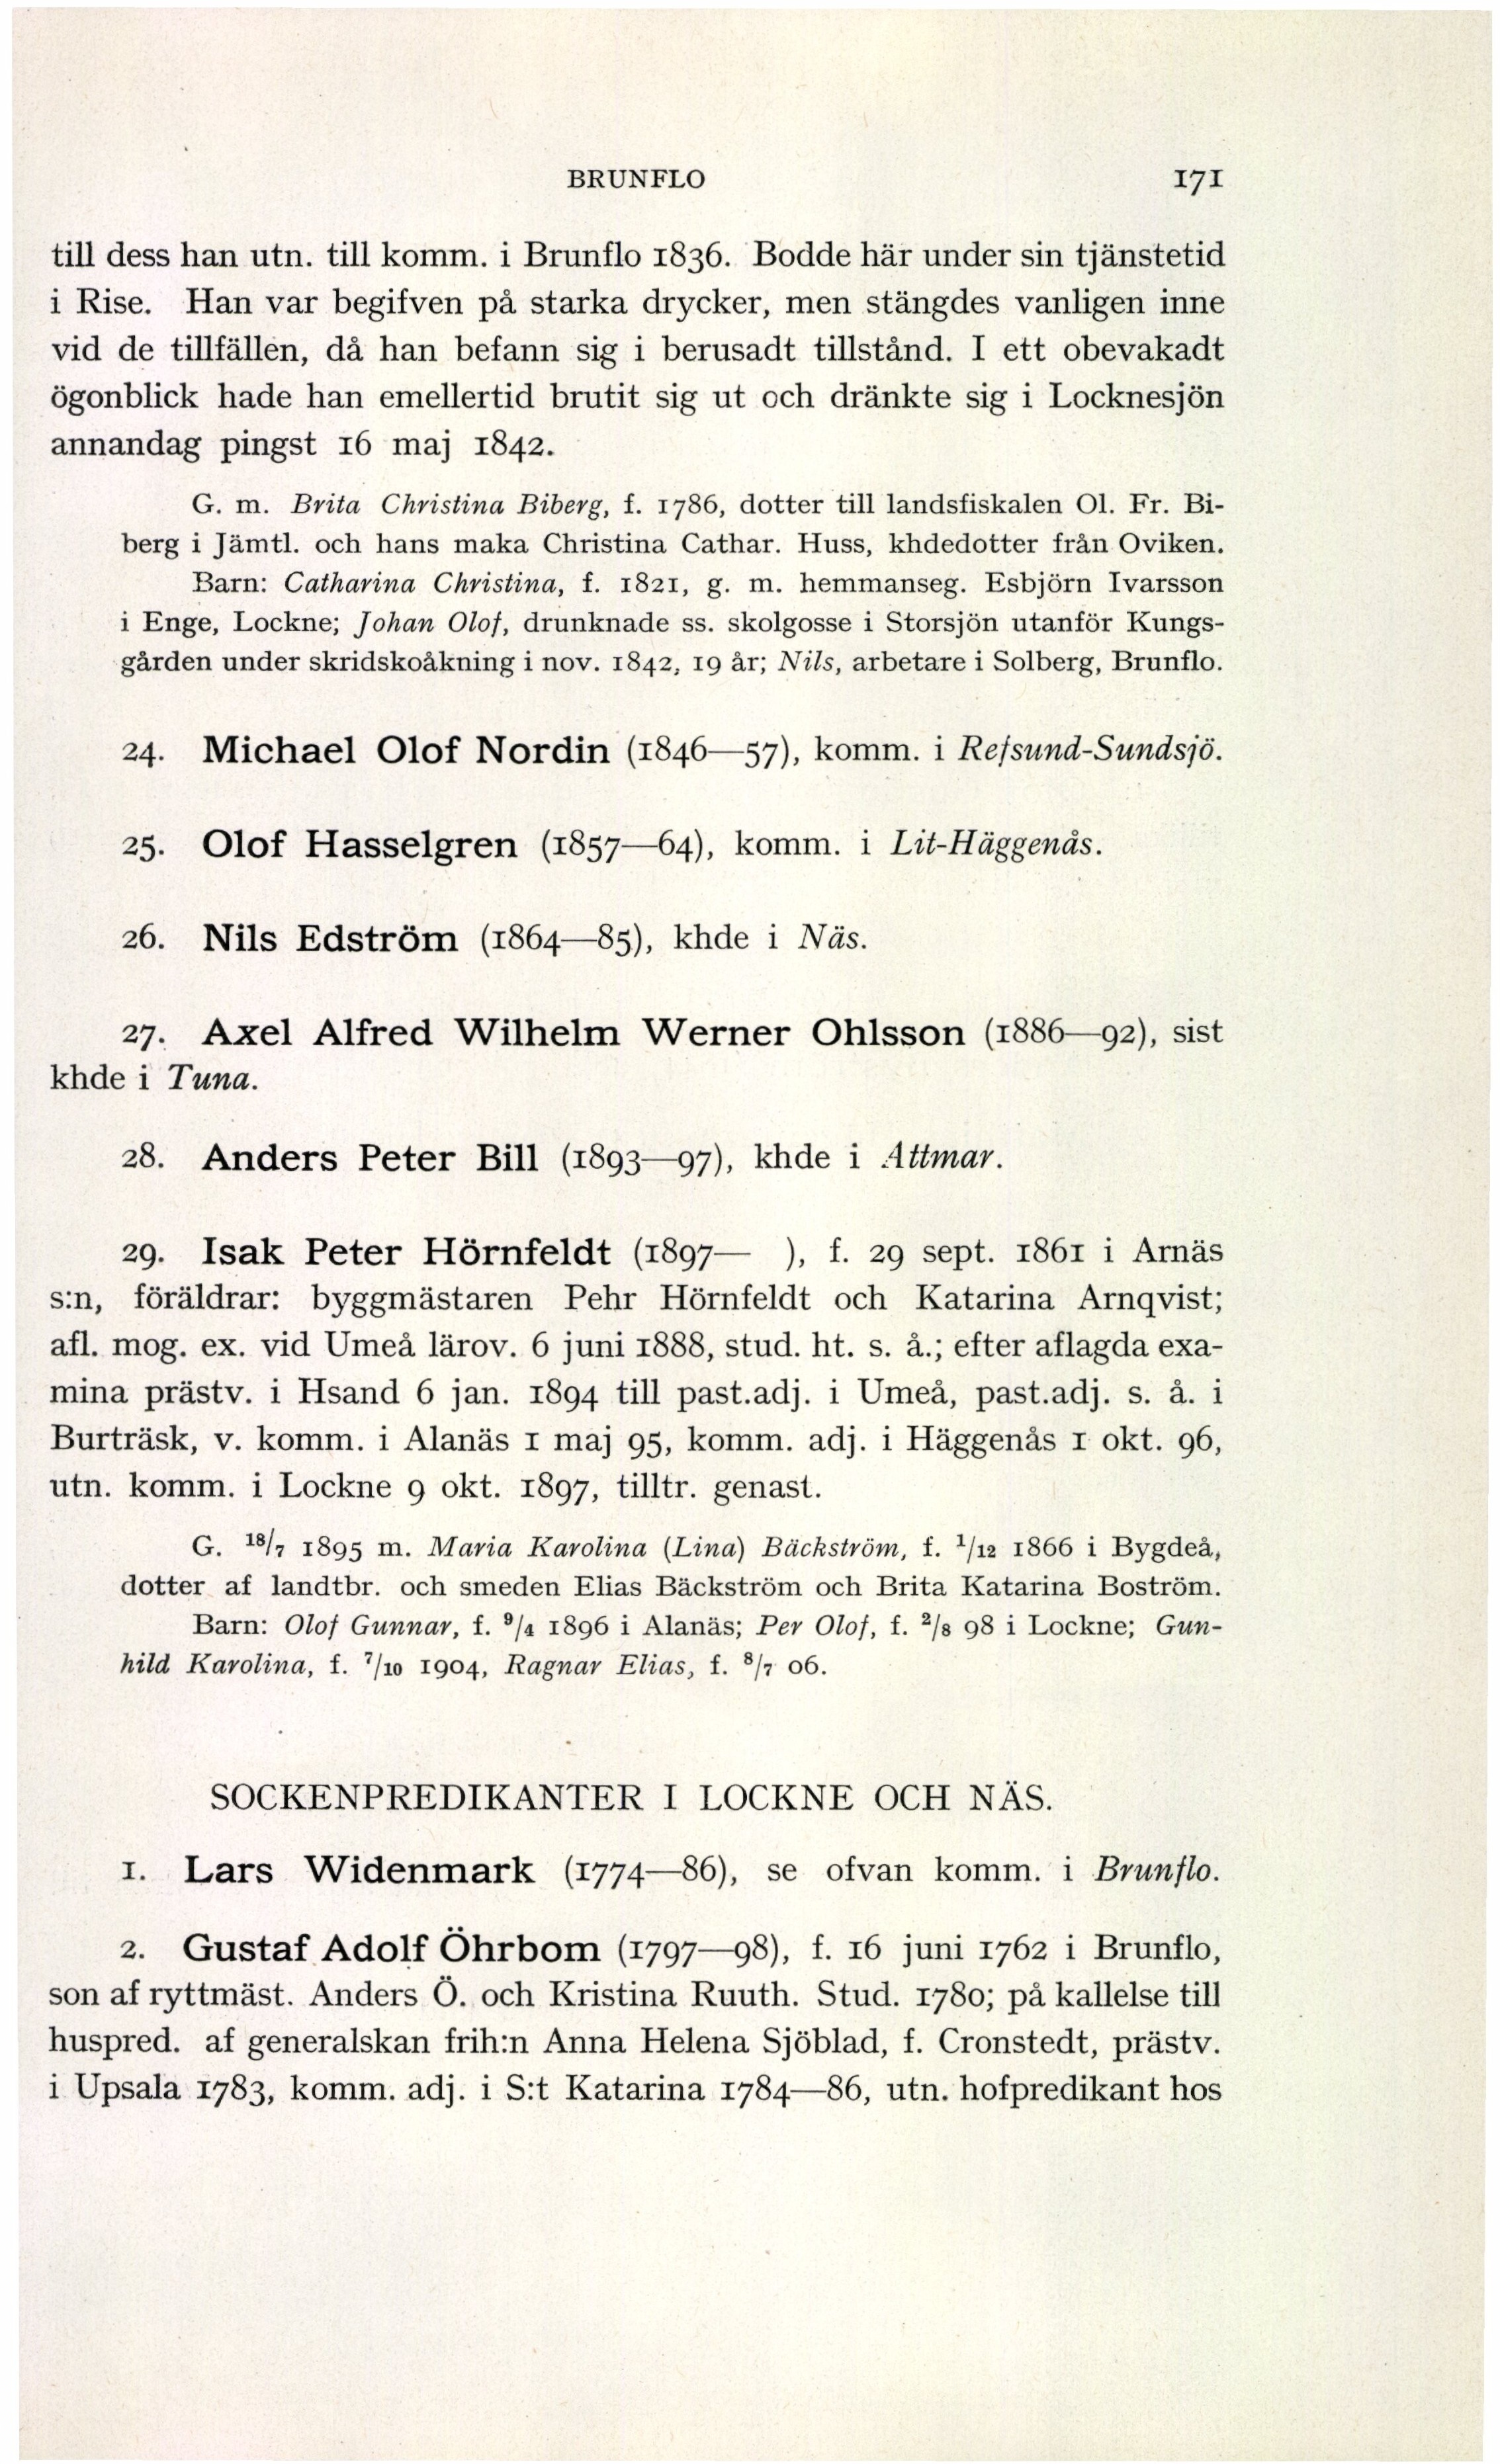 BRUNFLO 171
till dess han utn. till komm. i Brunflo 1836. Bodde här under sin tjänstetid
i Rise. Han var begifven på starka drycker, men stängdes vanligen inne
vid de tillfällen, då han befann sig i berusadt tillstånd. I ett obevakadt
ögonblick hade han emellertid brutit sig ut och dränkte sig i Locknesjön
annandag pingst 16 maj 1842.
G. m. Brita Christina Biberg, f. 1786, dotter till landsfiskalen Ol. Fr. Bi-
berg i Jämtl. och hans maka Christina Cathar. Huss, khdedotter från Oviken.
Barn: Catharina Christina, f. 1821, g. m. hemmanseg. Esbjörn Ivarsson
i Enge, Lockne; Johan Olof, drunknade ss. skolgosse i Storsjön utanför Kungs-
gården under skridskoåkning i nov. 1842, 19 år; Nils, arbetare i Solberg, Brunflo.
24. Michael Olof Nordin (1846—57), komm. i Refsund-Sundsjö.
25. Olof Hasselgren (1857—64), komm. i Lit-Häggenås.
26. Nils Edström (1864—85), khde i Näs.
27. Axel Alfred Wilhelm Werner Ohlsson (1886—92), sist
khde i Tuna.
28. Anders Peter Bill (1893—97), khde i Attmar.
29. Isak Peter Hörnfeldt (1897— ), f. 29 sept. 1861 i Arnäs
s:n, föräldrar: byggmästaren Pehr Hörnfeldt och Katarina Arnqvist;
afl. mog. ex. vid Umeå lärov. 6 juni 1888, stud. ht. s. å.; efter aflagda exa-
mina prästv. i Hsand 6 jan. 1894 till past.adj. i Umeå, past.adj. s. å. i
Burträsk, v. komm. i Alanäs 1 maj 95, komm. adj. i Häggenås 1 okt. 96,
utn. komm. i Lockne 9 okt. 1897, tilltr. genast.
G. 18/7 1895 m. Maria Karolina (Lina) Bäckström, f. 1/12 1866 i Bygdeå,
dotter af landtbr. och smeden Elias Bäckström och Brita Katarina Boström.
Barn: Olof Gunnar, f. 9/4 1896 i Alanäs; Per Olof, f. 2/8 98 i Lockne; Gun-
hild Karolina, f. 7/10 1904, Ragnar Elias, f. 8/7 06.
SOCKENPREDIKANTER I LOCKNE OCH NÄS.
1. Lars Widenmark (1774—86), se ofvan komm. i Brunflo.
2. Gustaf Adolf Öhrbom (1797—98), f. 16 juni 1762 i Brunflo,
son af ryttmäst. Anders Ö. och Kristina Ruuth. Stud. 1780; på kallelse till
huspred. af generalskan frih:n Anna Helena Sjöblad, f. Cronstedt, prästv.
i Upsala 1783, komm. adj. i S:t Katarina 1784—86, utn. hofpredikant hos